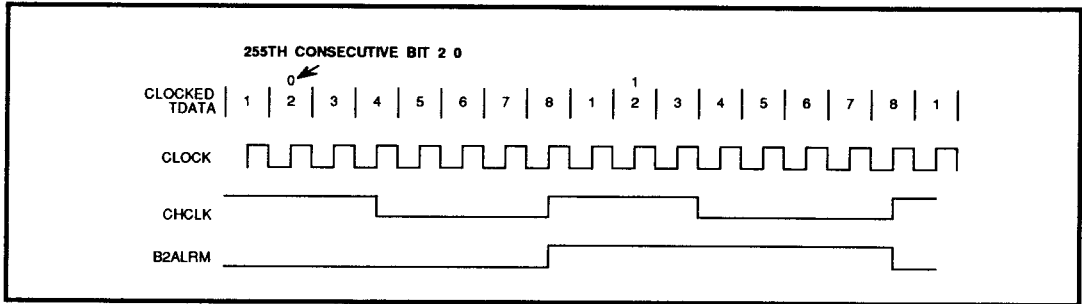 255TH CONSECUTIVE BIT 2 0
0 1
CLOCKED TDATA 1 2 3 4 5 6 7 8 1 2 3 4 5 6 7 8 1
CLOCK
CHCLK
B2ALRM